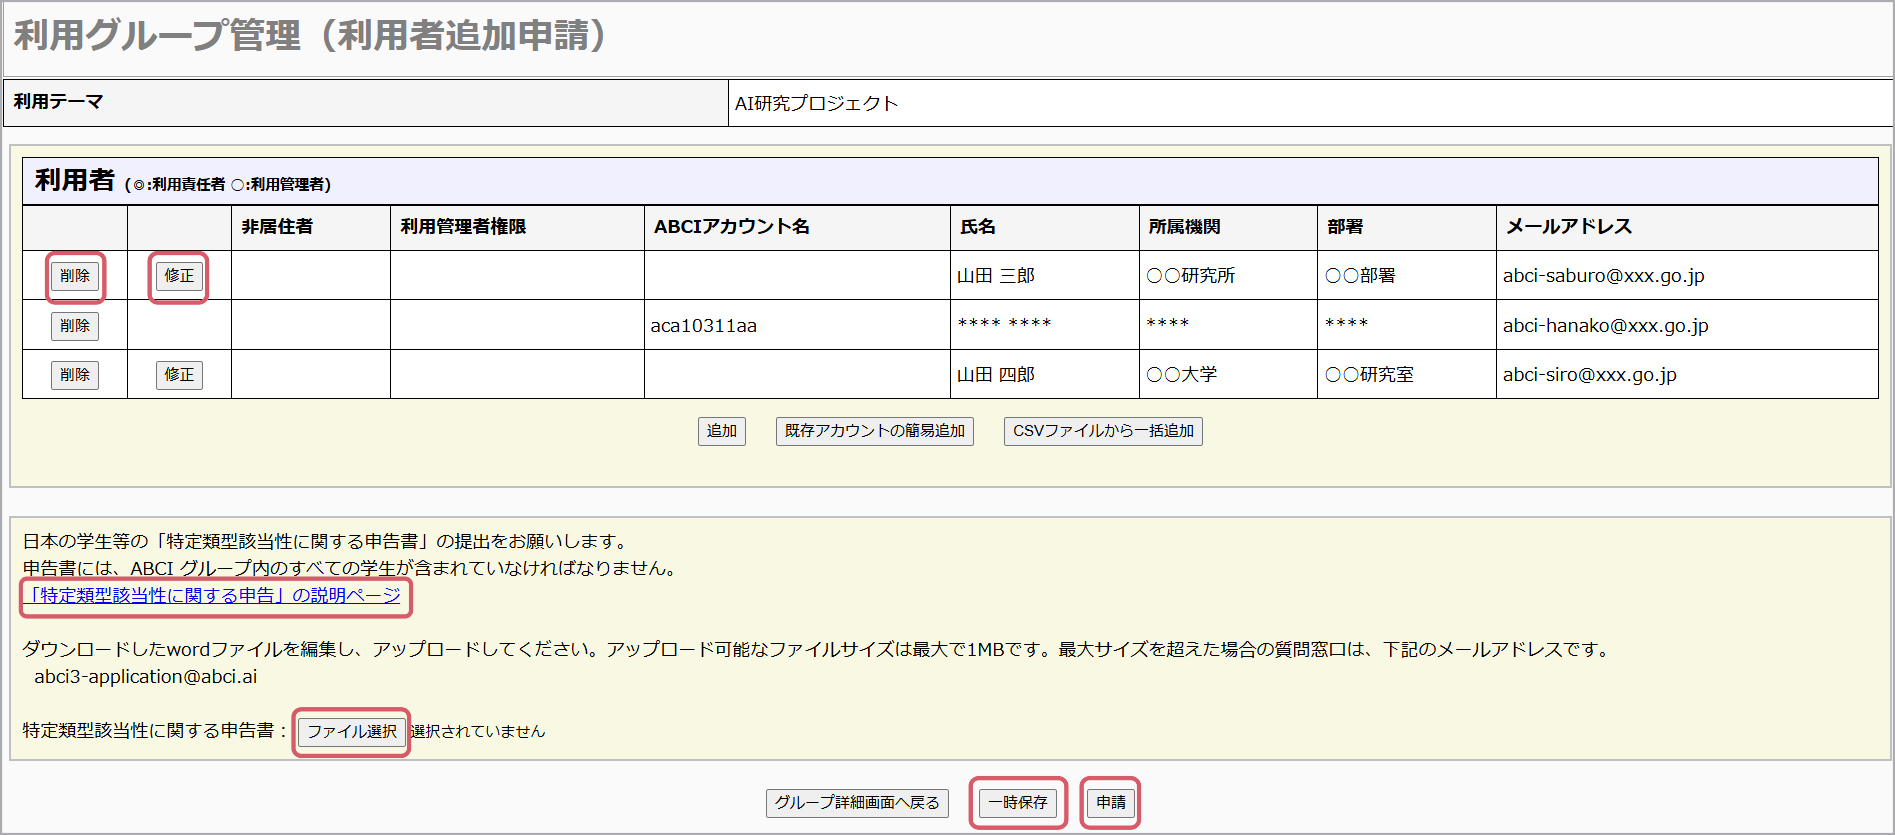 利用グループ管理（利用者追加申請）
利用テーマ AI研究プロジェクト
利用者 (◎:利用責任者 ○:利用管理者)
非居住者 利用管理者権限 ABCIアカウント名 氏名 所属機関 部署 メールアドレス
削除 修正 山田 三郎 〇〇研究所 〇〇部署 abci-saburo@xxx.go.jp
削除 aca10311aa **** **** **** **** abci-hanako@xxx.go.jp
削除 修正 山田 四郎 〇〇大学 〇〇研究室 abci-siro@xxx.go.jp
追加 既存アカウントの簡易追加 CSVファイルから一括追加
日本の学生等の「特定類型該当性に関する申告書」の提出をお願いします。
申告書には、ABCI グループ内のすべての学生が含まれていなければなりません。
「特定類型該当性に関する申告」の説明ページ
ダウンロードしたwordファイルを編集し、アップロードしてください。アップロード可能なファイルサイズは最大で1MBです。最大サイズを超えた場合の質問窓口は、下記のメールアドレスです。
abci3-application@abci.ai
特定類型該当性に関する申告書： ファイル選択 選択されていません
グループ詳細画面へ戻る 一時保存 申請